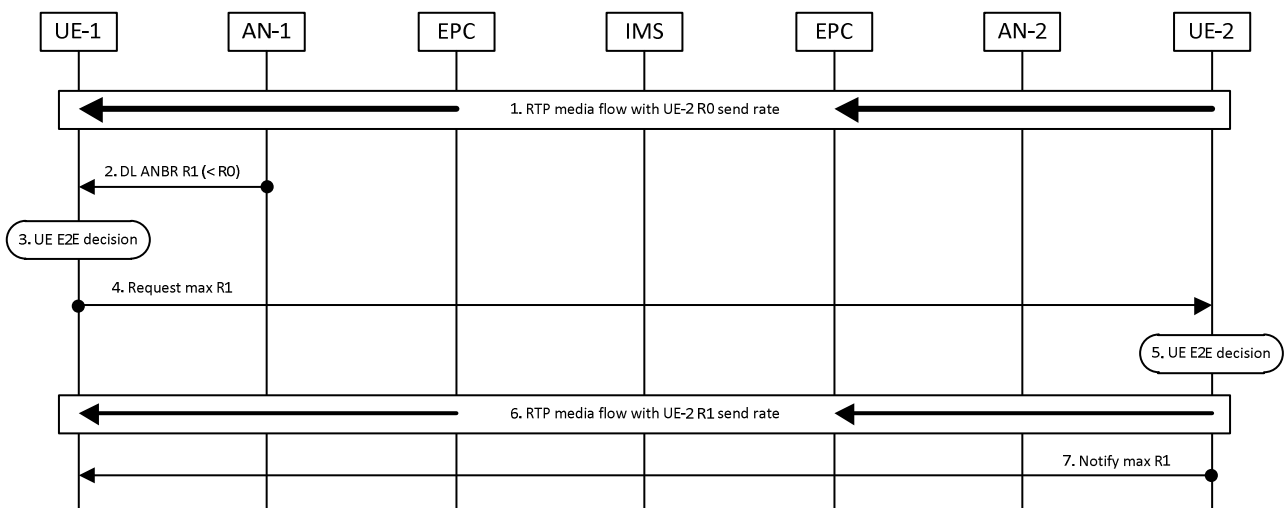 UE-1
AN-1
EPC
IMS
EPC
AN-2
UE-2
1. RTP media flow with UE-2 R0 send rate
2. DL ANBR R1 (< R0)
3. UE E2E decision
4. Request max R1
5. UE E2E decision
6. RTP media flow with UE-2 R1 send rate
7. Notify max R1